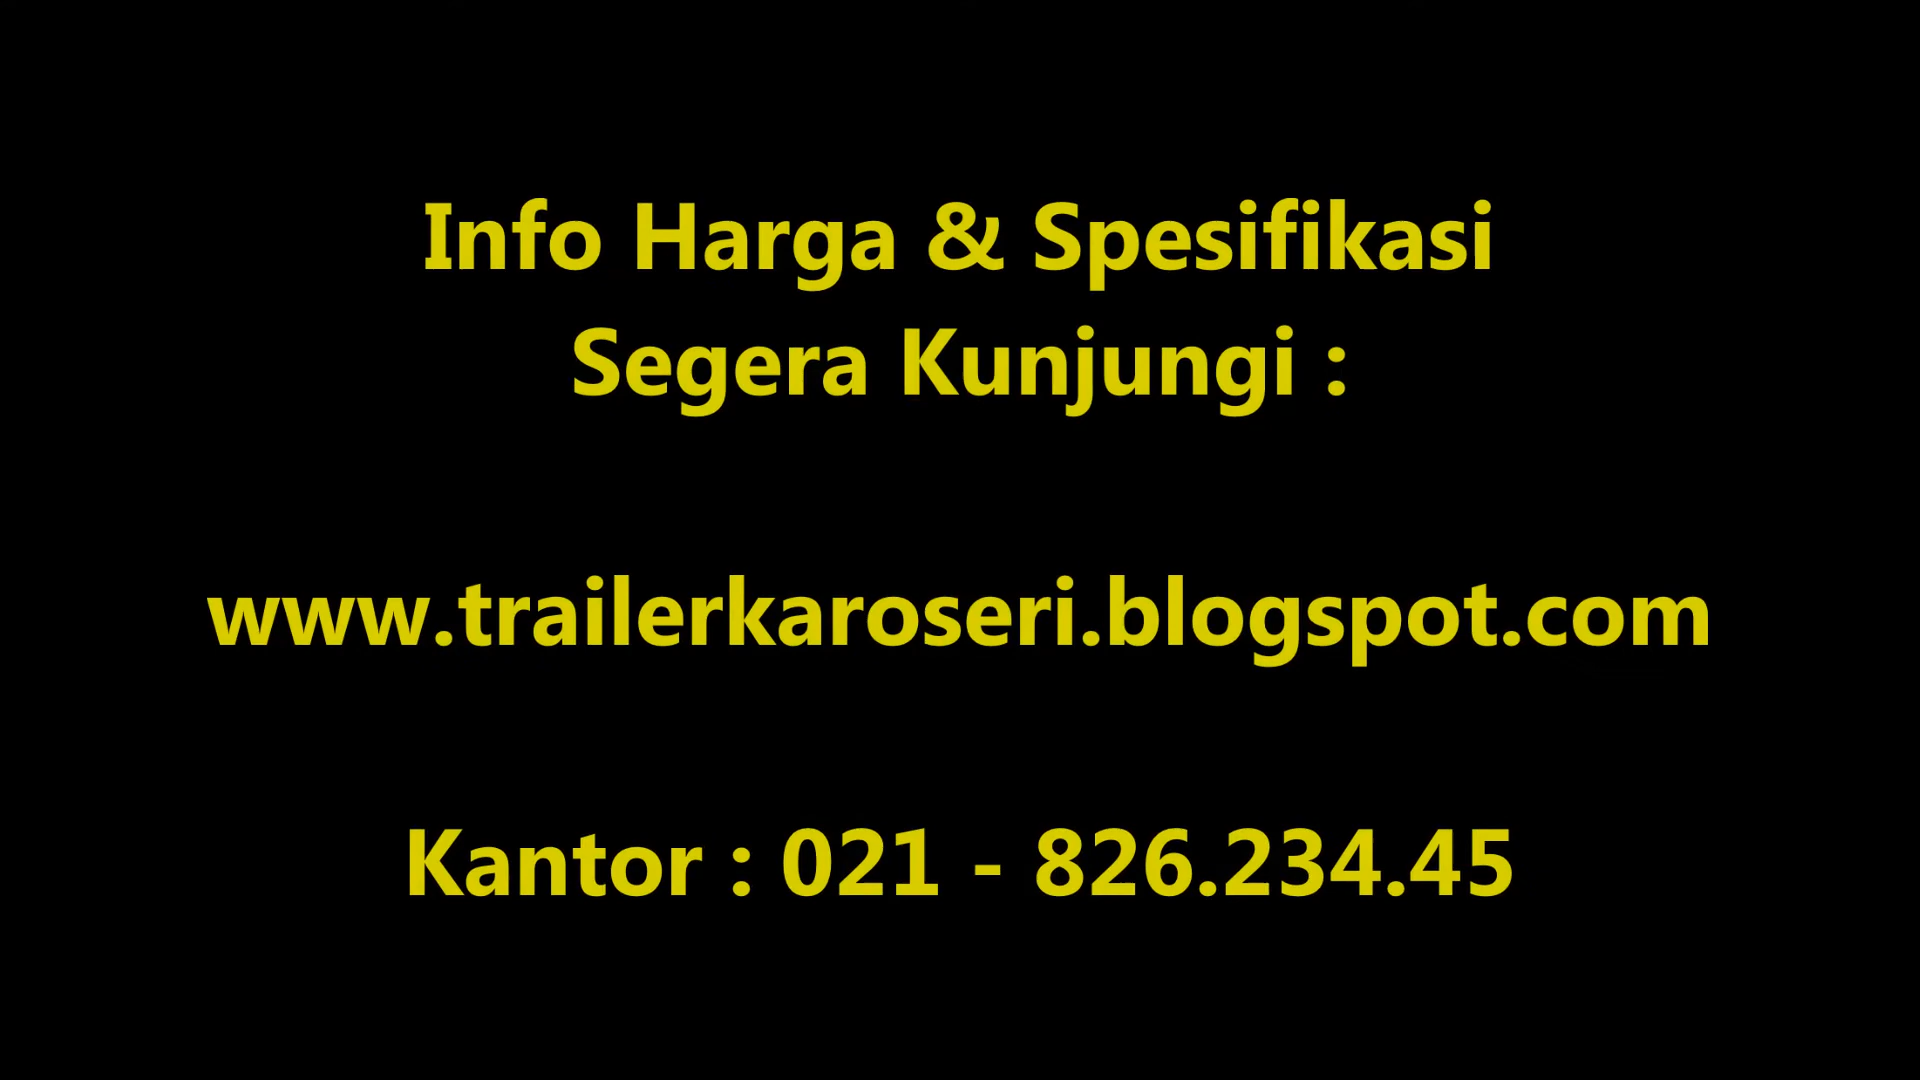 Info Harga & Spesifikasi
Segera Kunjungi :
www.trailerkaroseri.blogspot.com
Kantor : 021 - 826.234.45